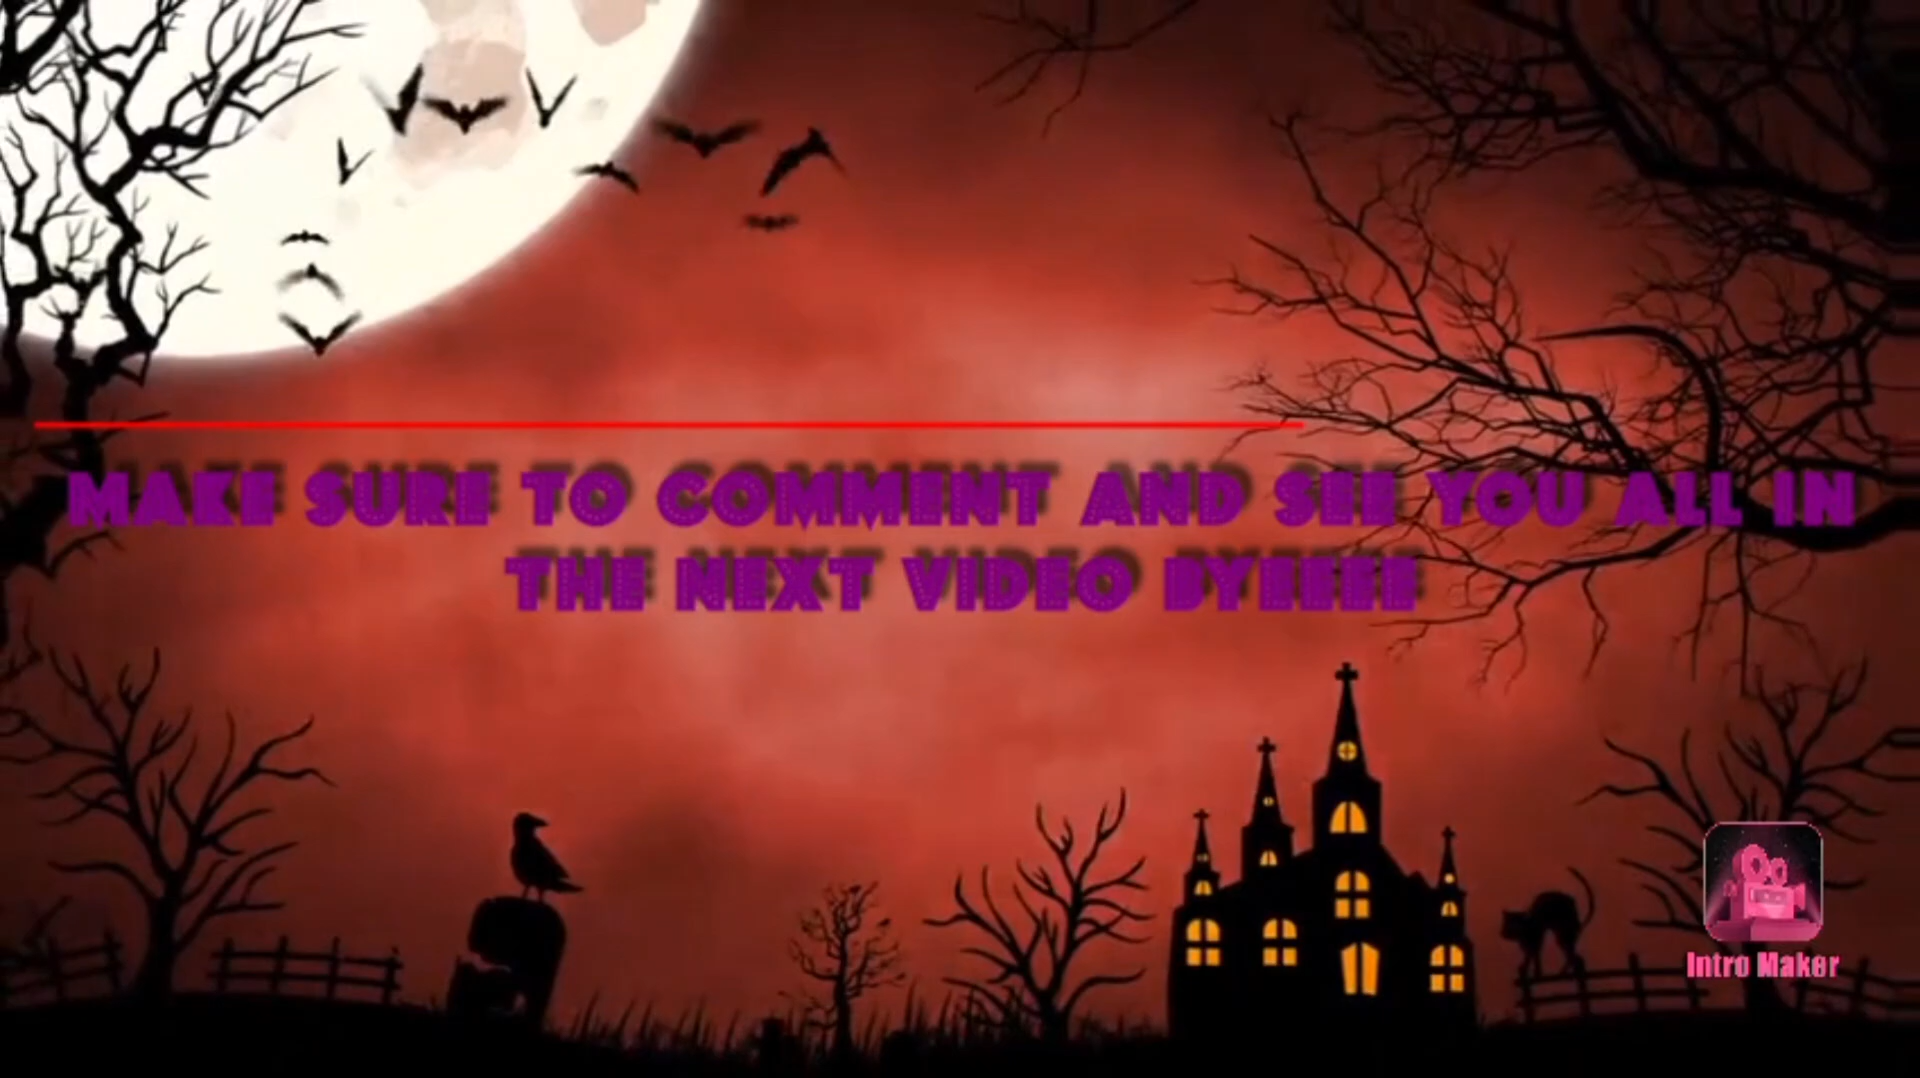 MAKE SURE TO COMMENT AND SEE YOU ALL IN
THE NEXT VIDEO BYEEEE
Intro Maker